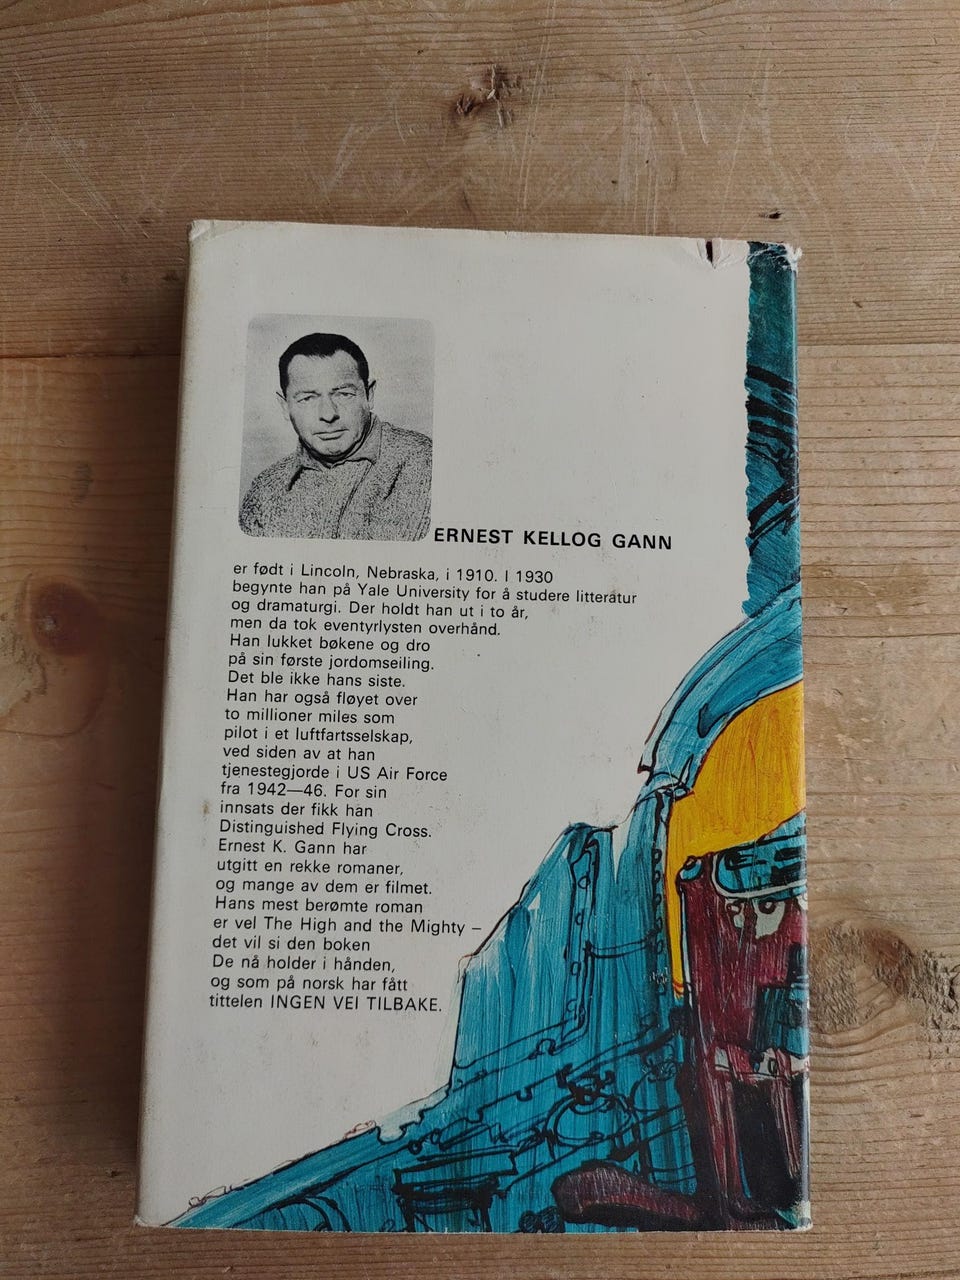 ERNEST KELLOG GANN
er født i Lincoln, Nebraska, i 1910. I 1930
begynte han på Yale University for å studere litteratur
og dramaturgi. Der holdt han ut i to år,
men da tok eventyrlysten overhånd.
Han lukket bøkene og dro
på sin første jordomseiling.
Det ble ikke hans siste.
Han har også fløyet over
to millioner miles som
pilot i et luftfartsselskap,
ved siden av at han
tjenestegjorde i US Air Force
fra 1942—46. For sin
innsats der fikk han
Distinguished Flying Cross.
Ernest K. Gann har
utgitt en rekke romaner,
og mange av dem er filmet.
Hans mest berømte roman
er vel The High and the Mighty –
det vil si den boken
De nå holder i hånden,
og som på norsk har fått
tittelen INGEN VEI TILBAKE.